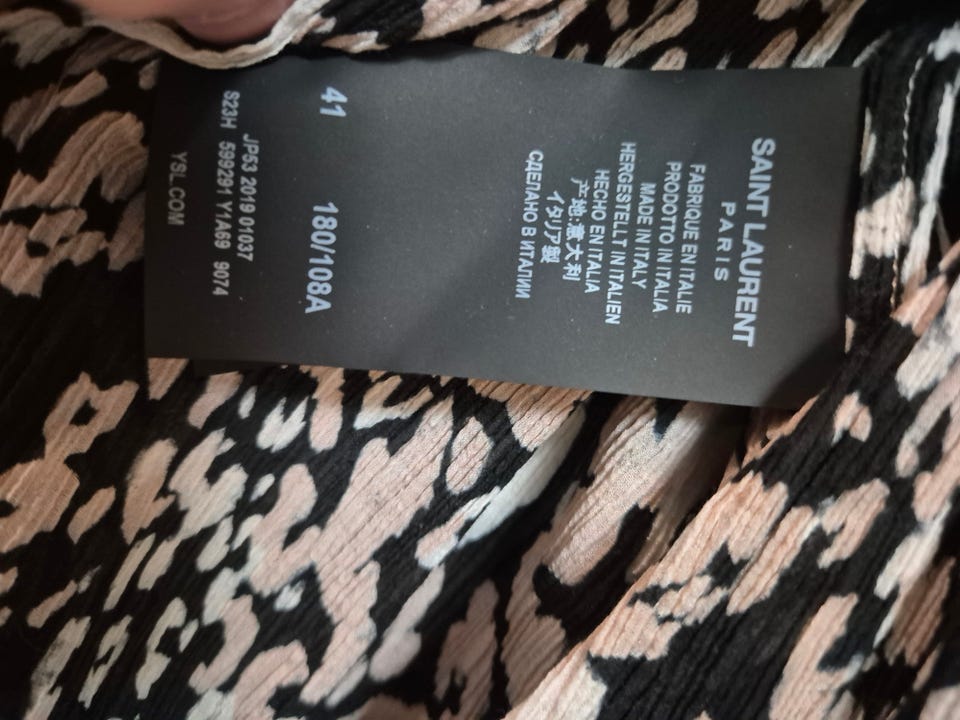 SAINT LAURENT
PARIS
FABRIQUE EN ITALIE
PRODOTTO IN ITALIA
MADE IN ITALY
HERGESTELLT IN ITALIEN
HECHO EN ITALIA
产地:意大利
イタリア製
СДЕЛАНО В ИТАЛИИ
41 180/108A
JP53 2019 01037
S23H 599291 Y1A69 9074
YSL.COM